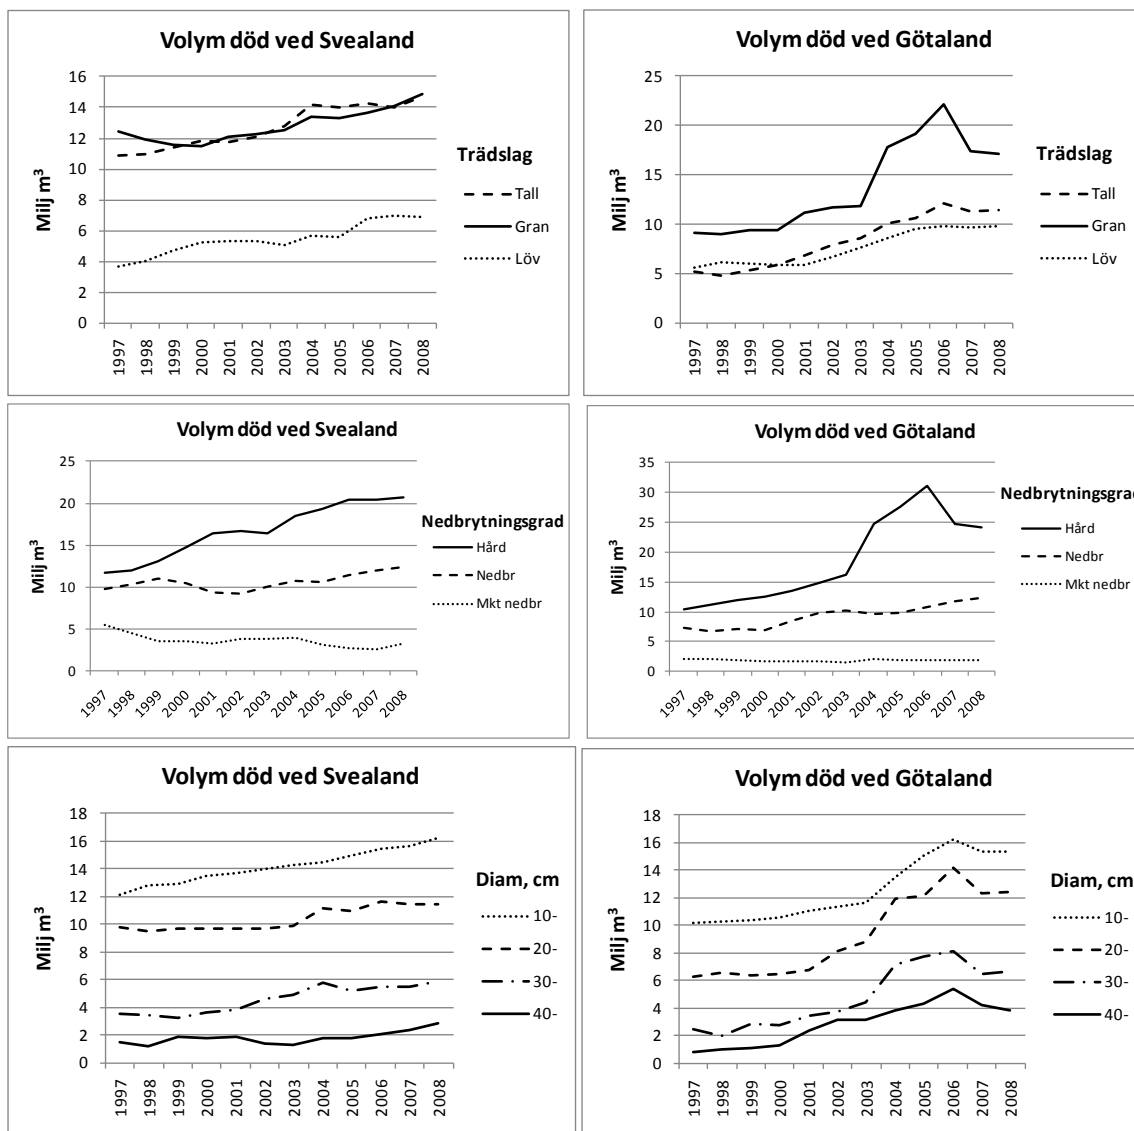 Volym död ved Svealand
Milj m³
16
14
12
10
8
6
4
2
0
1997 1998 1999 2000 2001 2002 2003 2004 2005 2006 2007 2008
Trädslag
Tall
Gran
Löv
Volym död ved Götaland
Milj m³
25
20
15
10
5
0
1997 1998 1999 2000 2001 2002 2003 2004 2005 2006 2007 2008
Trädslag
Tall
Gran
Löv
Volym död ved Svealand
Milj m³
25
20
15
10
5
0
1997 1998 1999 2000 2001 2002 2003 2004 2005 2006 2007 2008
Nedbrytningsgrad
Hård
Nedbr
Mkt nedbr
Volym död ved Götaland
Milj m³
35
30
25
20
15
10
5
0
1997 1998 1999 2000 2001 2002 2003 2004 2005 2006 2007 2008
Nedbrytningsgrad
Hård
Nedbr
Mkt nedbr
Volym död ved Svealand
Milj m³
18
16
14
12
10
8
6
4
2
0
1997 1998 1999 2000 2001 2002 2003 2004 2005 2006 2007 2008
Diam, cm
10-
20-
30-
40-
Volym död ved Götaland
Milj m³
18
16
14
12
10
8
6
4
2
0
1997 1998 1999 2000 2001 2002 2003 2004 2005 2006 2007 2008
Diam, cm
10-
20-
30-
40-